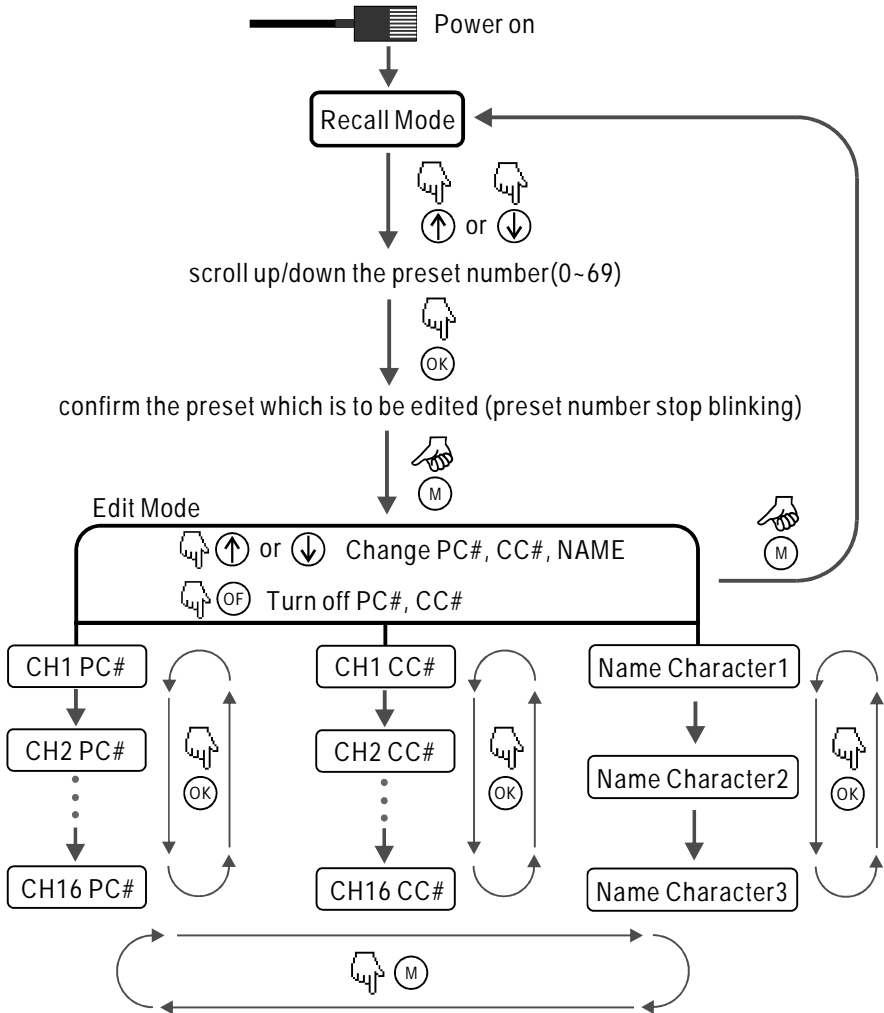 Power on
Recall Mode
or
scroll up/down the preset number(0~69)
OK
confirm the preset which is to be edited (preset number stop blinking)
M
Edit Mode
or Change PC#, CC#, NAME
M
OF Turn off PC#, CC#
CH1 PC# CH1 CC# Name Character1
CH2 PC# CH2 CC# Name Character2
OK OK OK
CH16 PC# CH16 CC# Name Character3
M